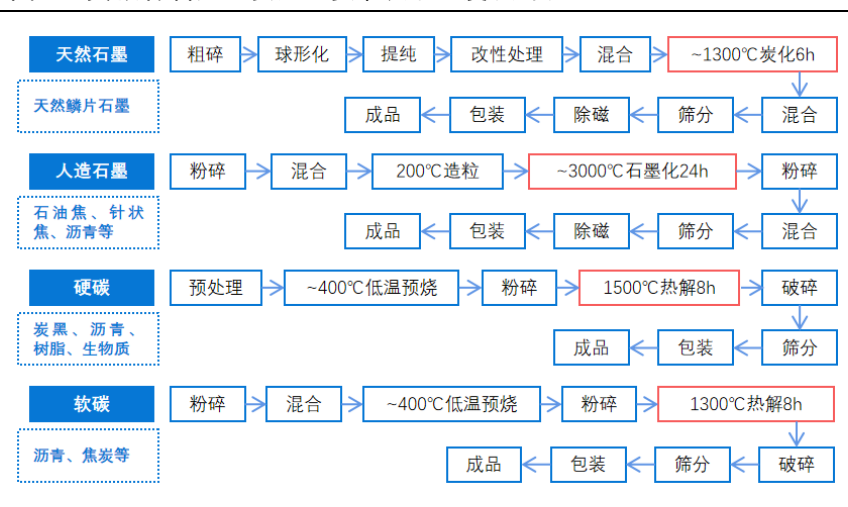 天然石墨
粗碎
球形化
提纯
改性处理
混合
~1300℃炭化6h
天然鳞片石墨
成品
包装
除磁
筛分
混合
人造石墨
粉碎
混合
200℃造粒
~3000℃石墨化24h
粉碎
石油焦、针状
焦、沥青等
成品
包装
除磁
筛分
混合
硬碳
预处理
~400℃低温预烧
粉碎
1500℃热解8h
破碎
炭黑、沥青、
树脂、生物质
成品
包装
筛分
软碳
粉碎
混合
~400℃低温预烧
粉碎
1300℃热解8h
沥青、焦炭等
成品
包装
筛分
破碎